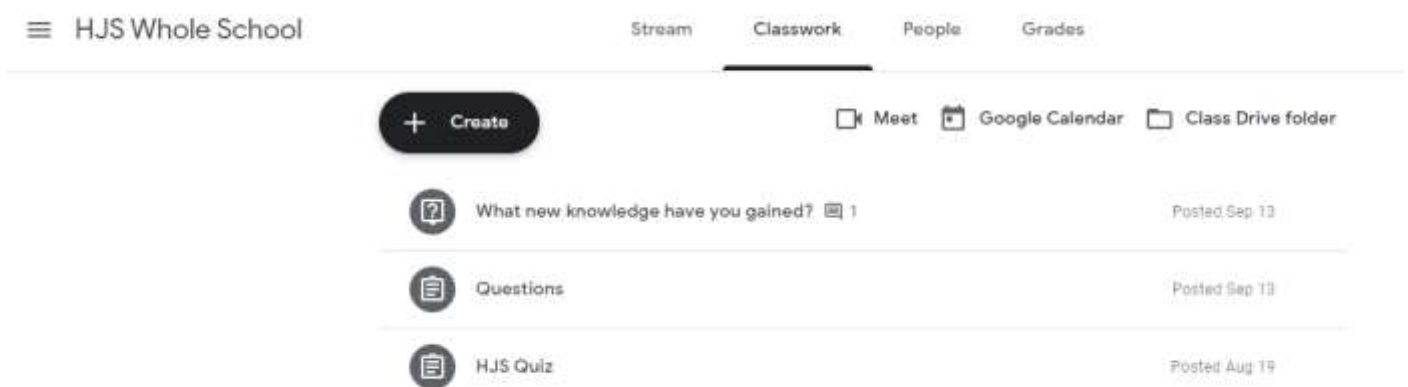 HJS Whole School
Stream Classwork People Grades
+ Create
Meet Google Calendar Class Drive folder
What new knowledge have you gained? 1 Posted Sep 13
Questions Posted Sep 13
HJS Quiz Posted Aug 19